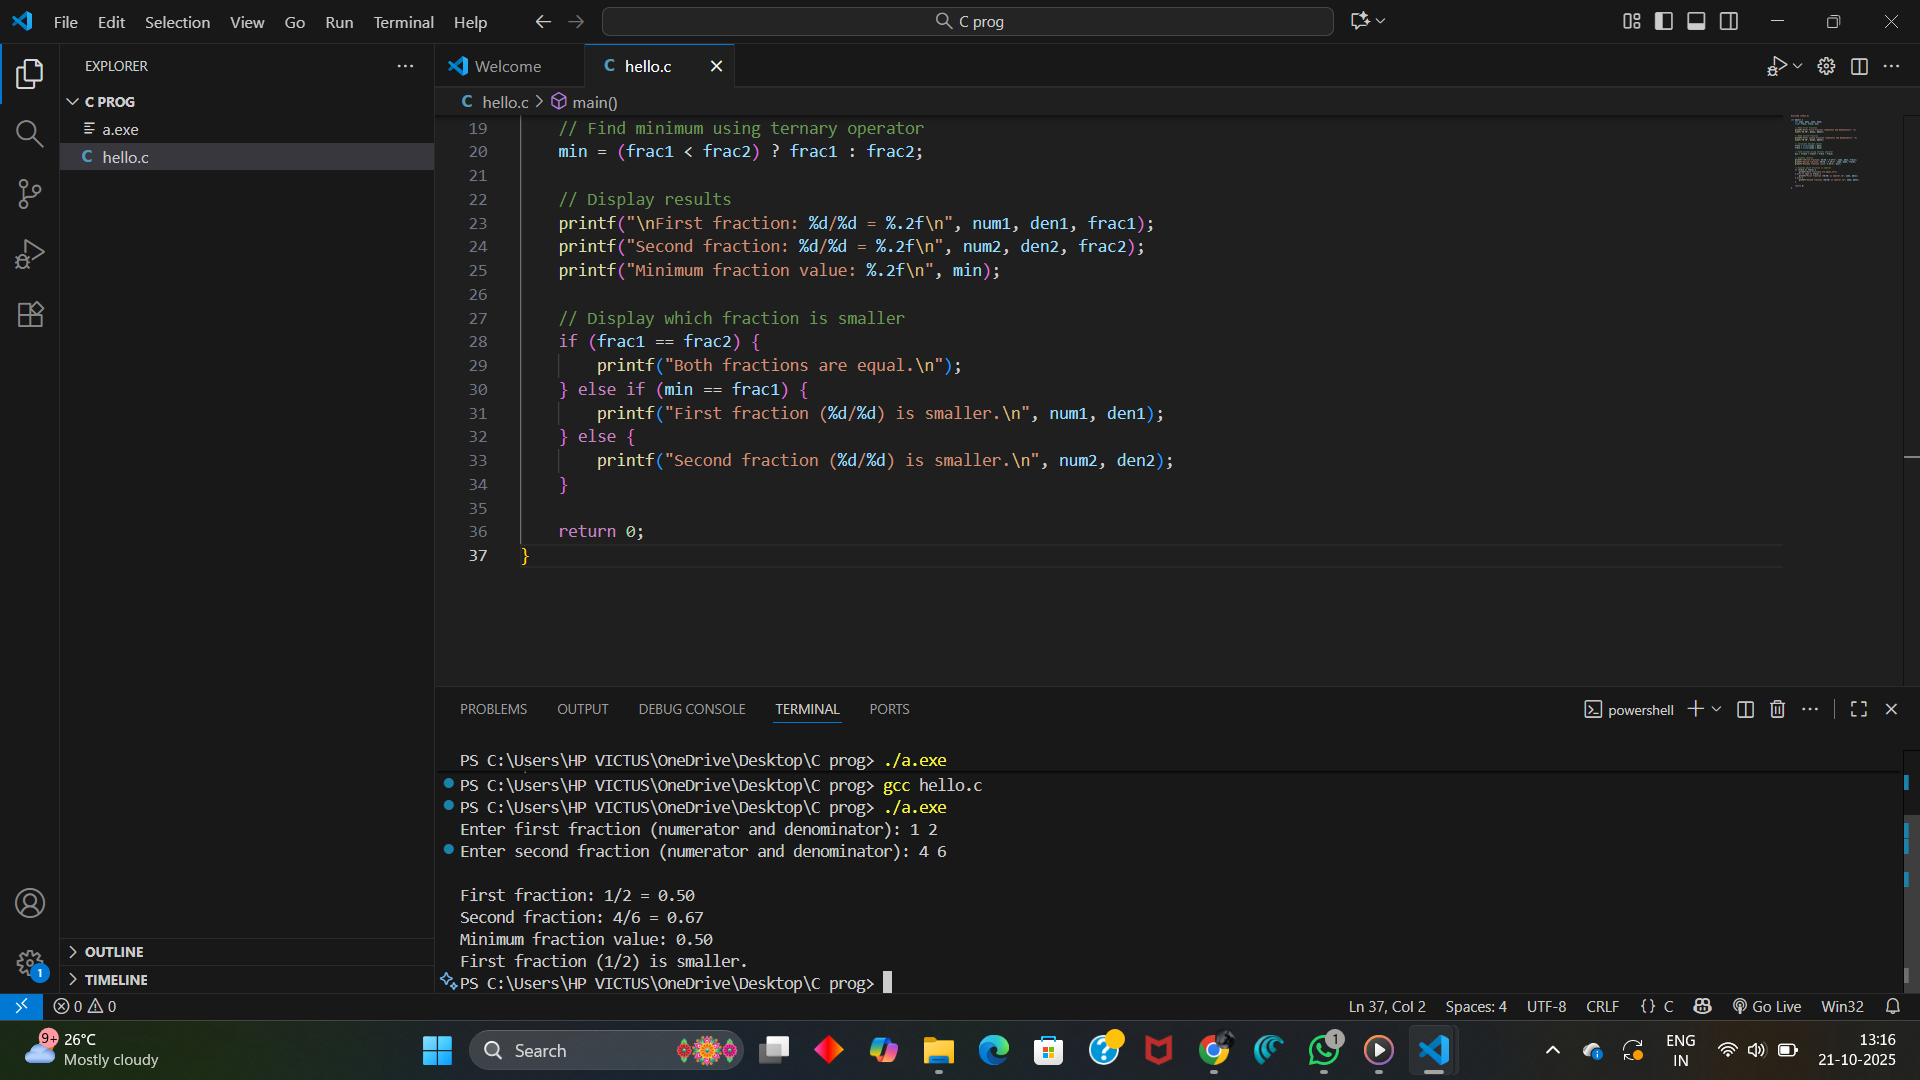 File Edit Selection View Go Run Terminal Help
C prog
EXPLORER
C PROG
a.exe
C hello.c
OUTLINE
TIMELINE
Welcome
C hello.c
C hello.c > main()
19 // Find minimum using ternary operator
20 min = (frac1 < frac2) ? frac1 : frac2;
21
22 // Display results
23 printf("\nFirst fraction: %d/%d = %.2f\n", num1, den1, frac1);
24 printf("Second fraction: %d/%d = %.2f\n", num2, den2, frac2);
25 printf("Minimum fraction value: %.2f\n", min);
26
27 // Display which fraction is smaller
28 if (frac1 == frac2) {
29 printf("Both fractions are equal.\n");
30 } else if (min == frac1) {
31 printf("First fraction (%d/%d) is smaller.\n", num1, den1);
32 } else {
33 printf("Second fraction (%d/%d) is smaller.\n", num2, den2);
34 }
35
36 return 0;
37 }
PROBLEMS OUTPUT DEBUG CONSOLE TERMINAL PORTS
powershell
PS C:\Users\HP VICTUS\OneDrive\Desktop\C prog> ./a.exe
PS C:\Users\HP VICTUS\OneDrive\Desktop\C prog> gcc hello.c
PS C:\Users\HP VICTUS\OneDrive\Desktop\C prog> ./a.exe
Enter first fraction (numerator and denominator): 1 2
Enter second fraction (numerator and denominator): 4 6
First fraction: 1/2 = 0.50
Second fraction: 4/6 = 0.67
Minimum fraction value: 0.50
First fraction (1/2) is smaller.
PS C:\Users\HP VICTUS\OneDrive\Desktop\C prog>
1
0 0
Ln 37, Col 2 Spaces: 4 UTF-8 CRLF {} C Go Live Win32
9+
26°C
Mostly cloudy
Search
1
ENG
IN
13:16
21-10-2025